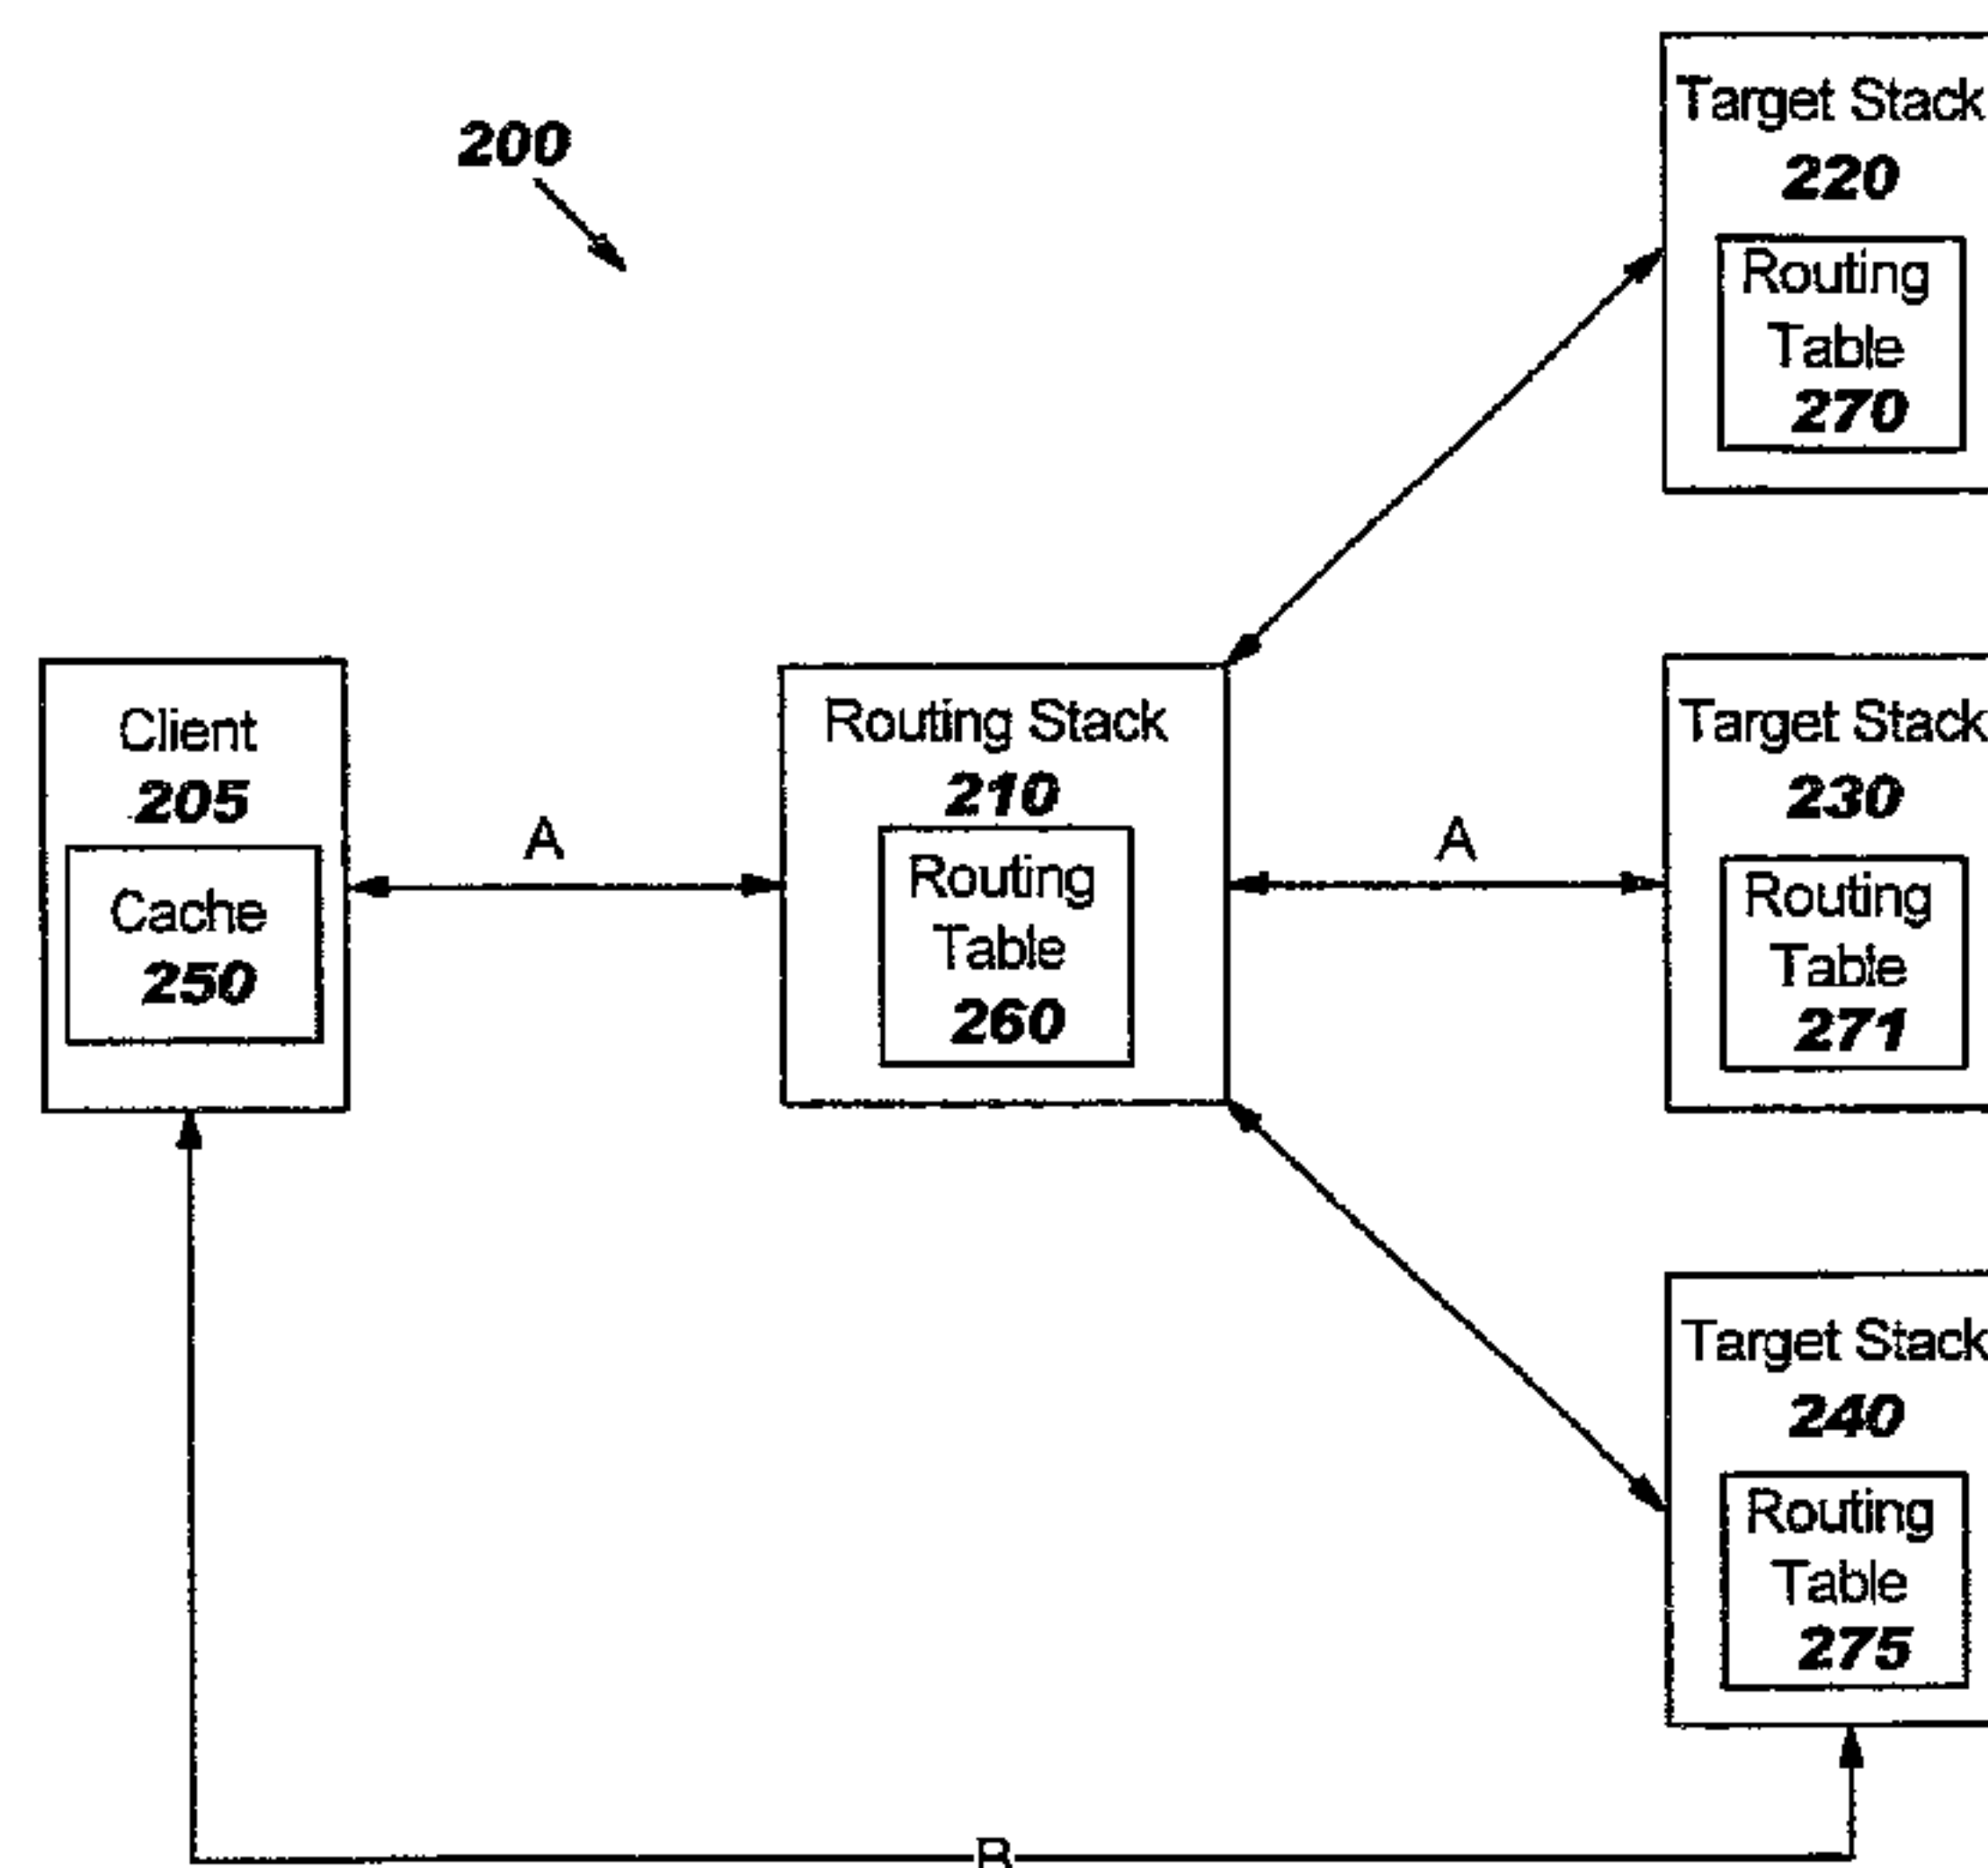 200
Target Stack
220
Routing
Table
270
Client
205
Cache
250
A
Routing Stack
210
Routing
Table
260
A
Target Stack
230
Routing
Table
271
Target Stack
240
Routing
Table
275
B